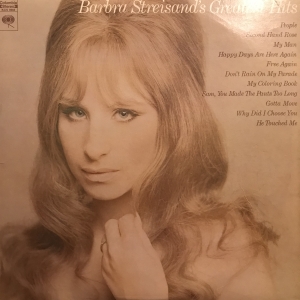 Barbra Streisand's Greatest Hits
People
Second Hand Rose
My Man
Happy Days Are Here Again
Free Again
Don't Rain On My Parade
My Coloring Book
Sam, You Made The Pants Too Long
Gotta Move
Why Did I Choose You
He Touched Me